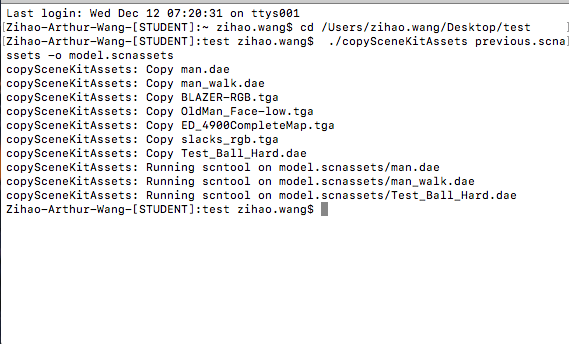 Last login: Wed Dec 12 07:20:31 on ttys001
[Zihao-Arthur-Wang-[STUDENT]:~ zihao.wang$ cd /Users/zihao.wang/Desktop/test ]
[Zihao-Arthur-Wang-[STUDENT]:test zihao.wang$  ./copySceneKitAssets previous.scna]
ssets -o model.scnassets
copySceneKitAssets: Copy man.dae
copySceneKitAssets: Copy man_walk.dae
copySceneKitAssets: Copy BLAZER-RGB.tga
copySceneKitAssets: Copy OldMan_Face-low.tga
copySceneKitAssets: Copy ED_4900CompleteMap.tga
copySceneKitAssets: Copy slacks_rgb.tga
copySceneKitAssets: Copy Test_Ball_Hard.dae
copySceneKitAssets: Running scntool on model.scnassets/man.dae
copySceneKitAssets: Running scntool on model.scnassets/man_walk.dae
copySceneKitAssets: Running scntool on model.scnassets/Test_Ball_Hard.dae
Zihao-Arthur-Wang-[STUDENT]:test zihao.wang$